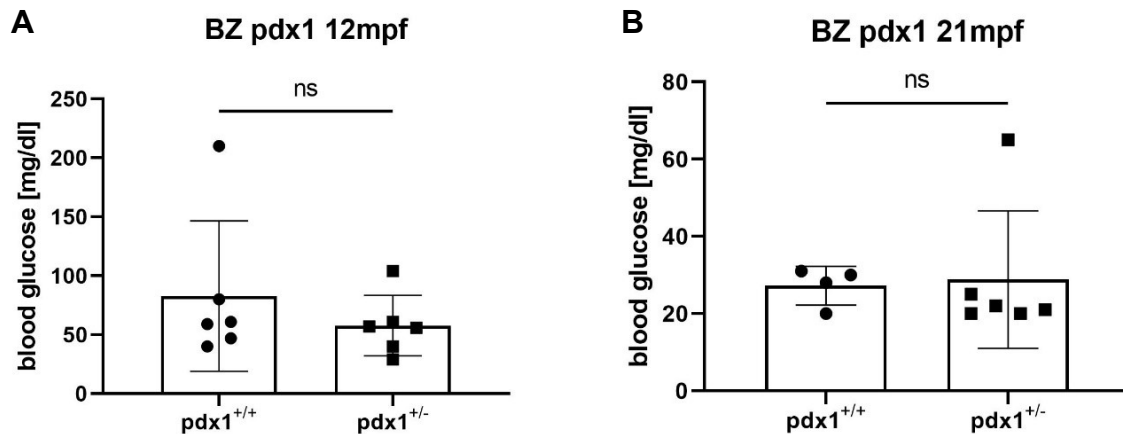 A
BZ pdx1 12mpf
ns
blood glucose [mg/dl]
250
200
150
100
50
0
pdx1+/+
pdx1+/-
B
BZ pdx1 21mpf
ns
blood glucose [mg/dl]
80
60
40
20
0
pdx1+/+
pdx1+/-